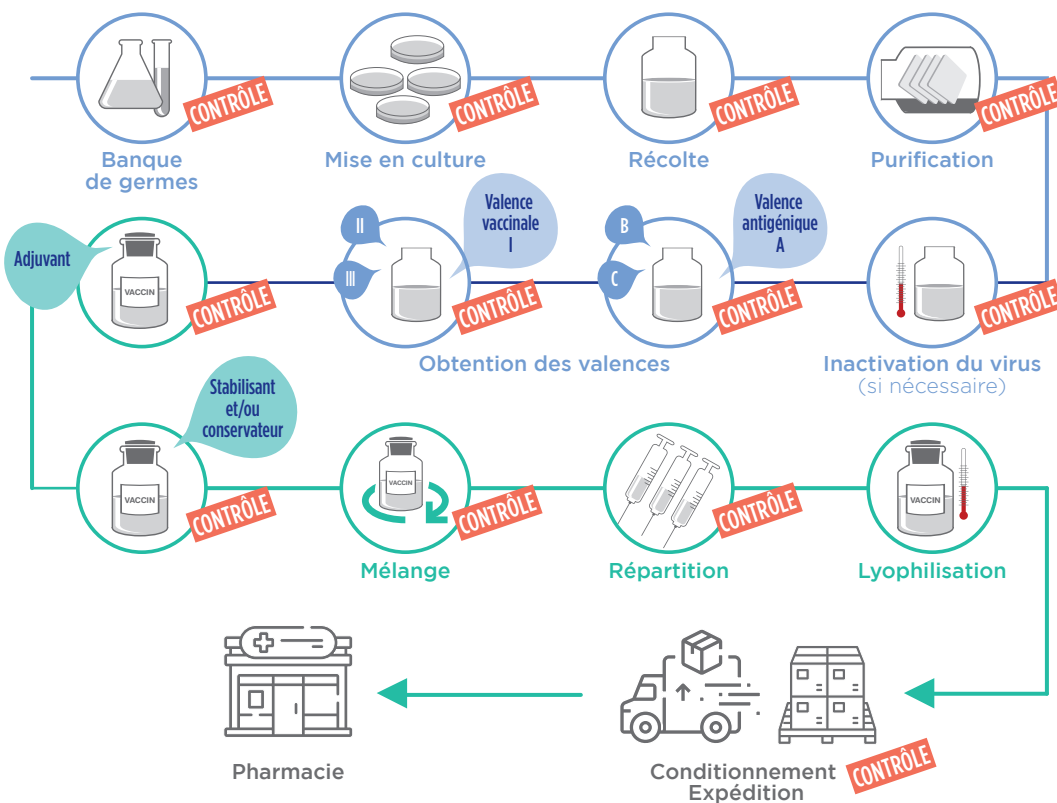 CONTRÔLE
CONTRÔLE
CONTRÔLE
CONTRÔLE
Banque
de germes
Mise en culture
Récolte
Purification
Adjuvant
VACCIN
CONTRÔLE
II
III
Valence
vaccinale
I
CONTRÔLE
B
C
Valence
antigénique
A
CONTRÔLE
CONTRÔLE
Obtention des valences
Inactivation du virus
(si nécessaire)
Stabilisant
et/ou
conservateur
VACCIN
CONTRÔLE
VACCIN
CONTRÔLE
CONTRÔLE
VACCIN
Mélange
Répartition
Lyophilisation
Pharmacie
Conditionnement
Expédition
CONTRÔLE